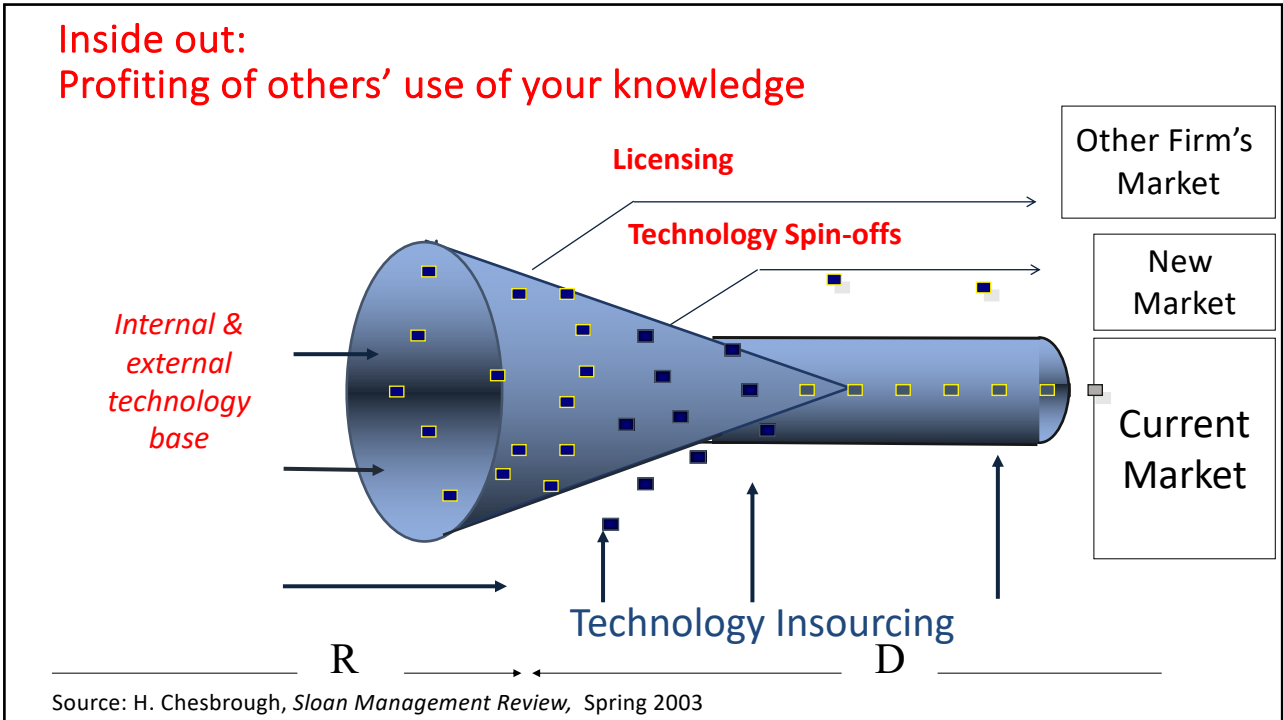 Inside out:
Profiting of others’ use of your knowledge
Other Firm’s
Market
Licensing
Technology Spin-offs
New
Market
Internal &
external
technology
base
Current
Market
Technology Insourcing
R
D
Source: H. Chesbrough, Sloan Management Review, Spring 2003